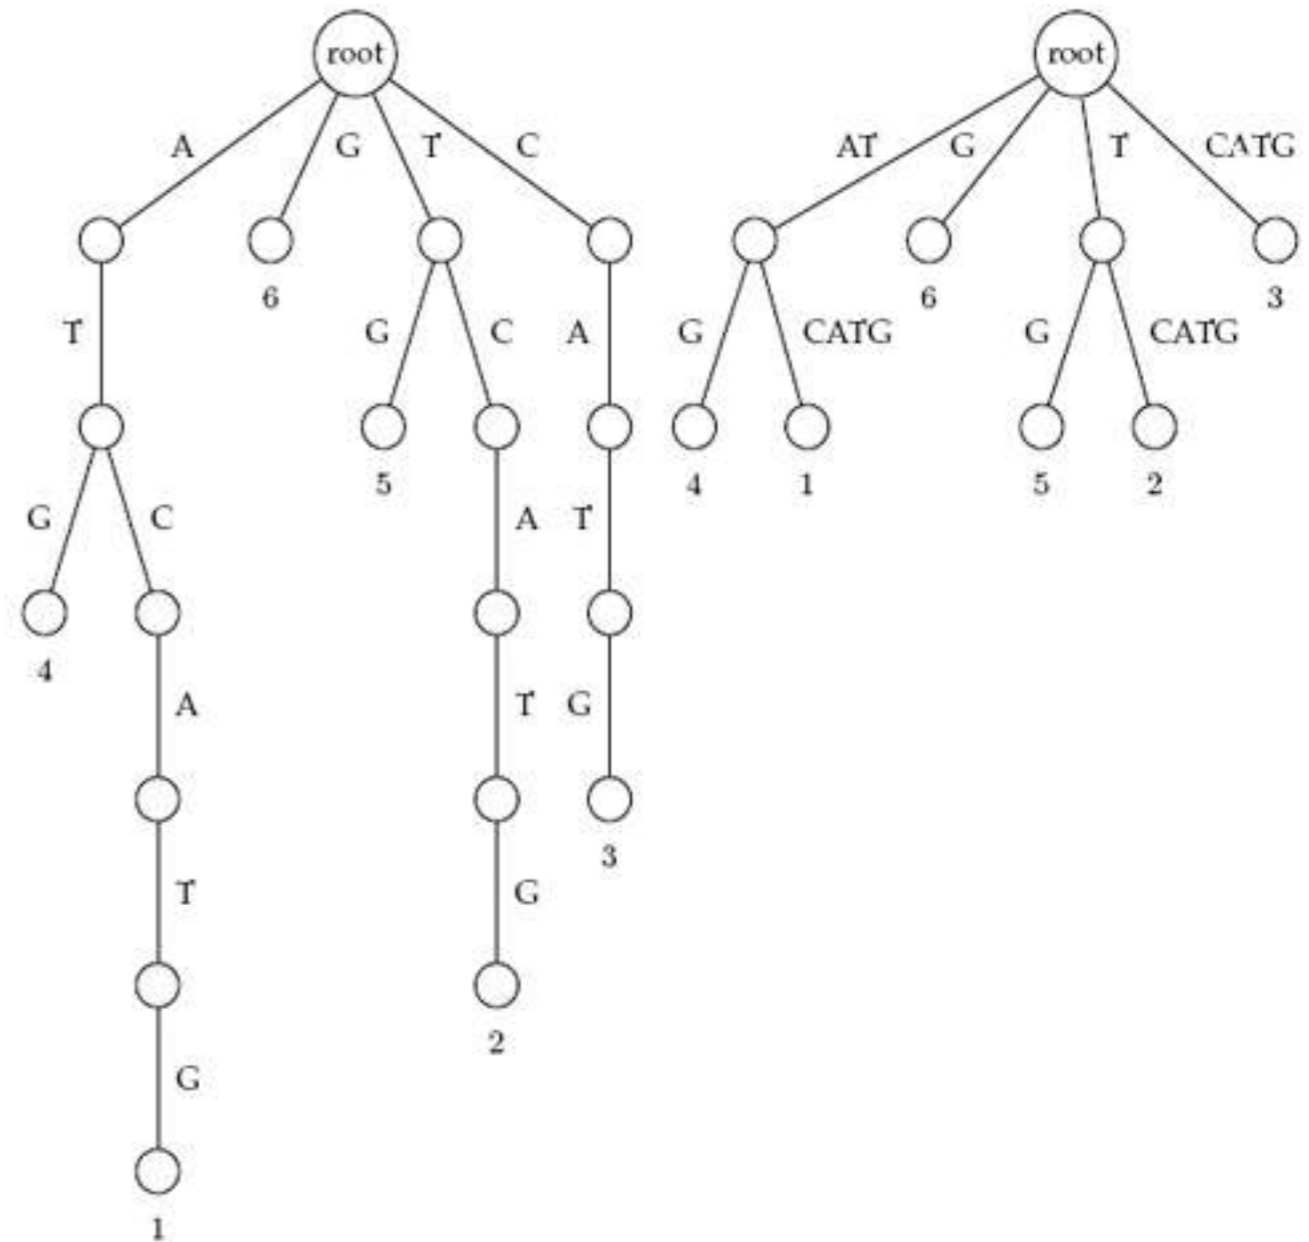 root root
A G T C AT G T CATG
6 6 3
T G C A G CATG G CATG
5 4 1 5 2
G C A T
4
A T G
3
T G
2
G
1